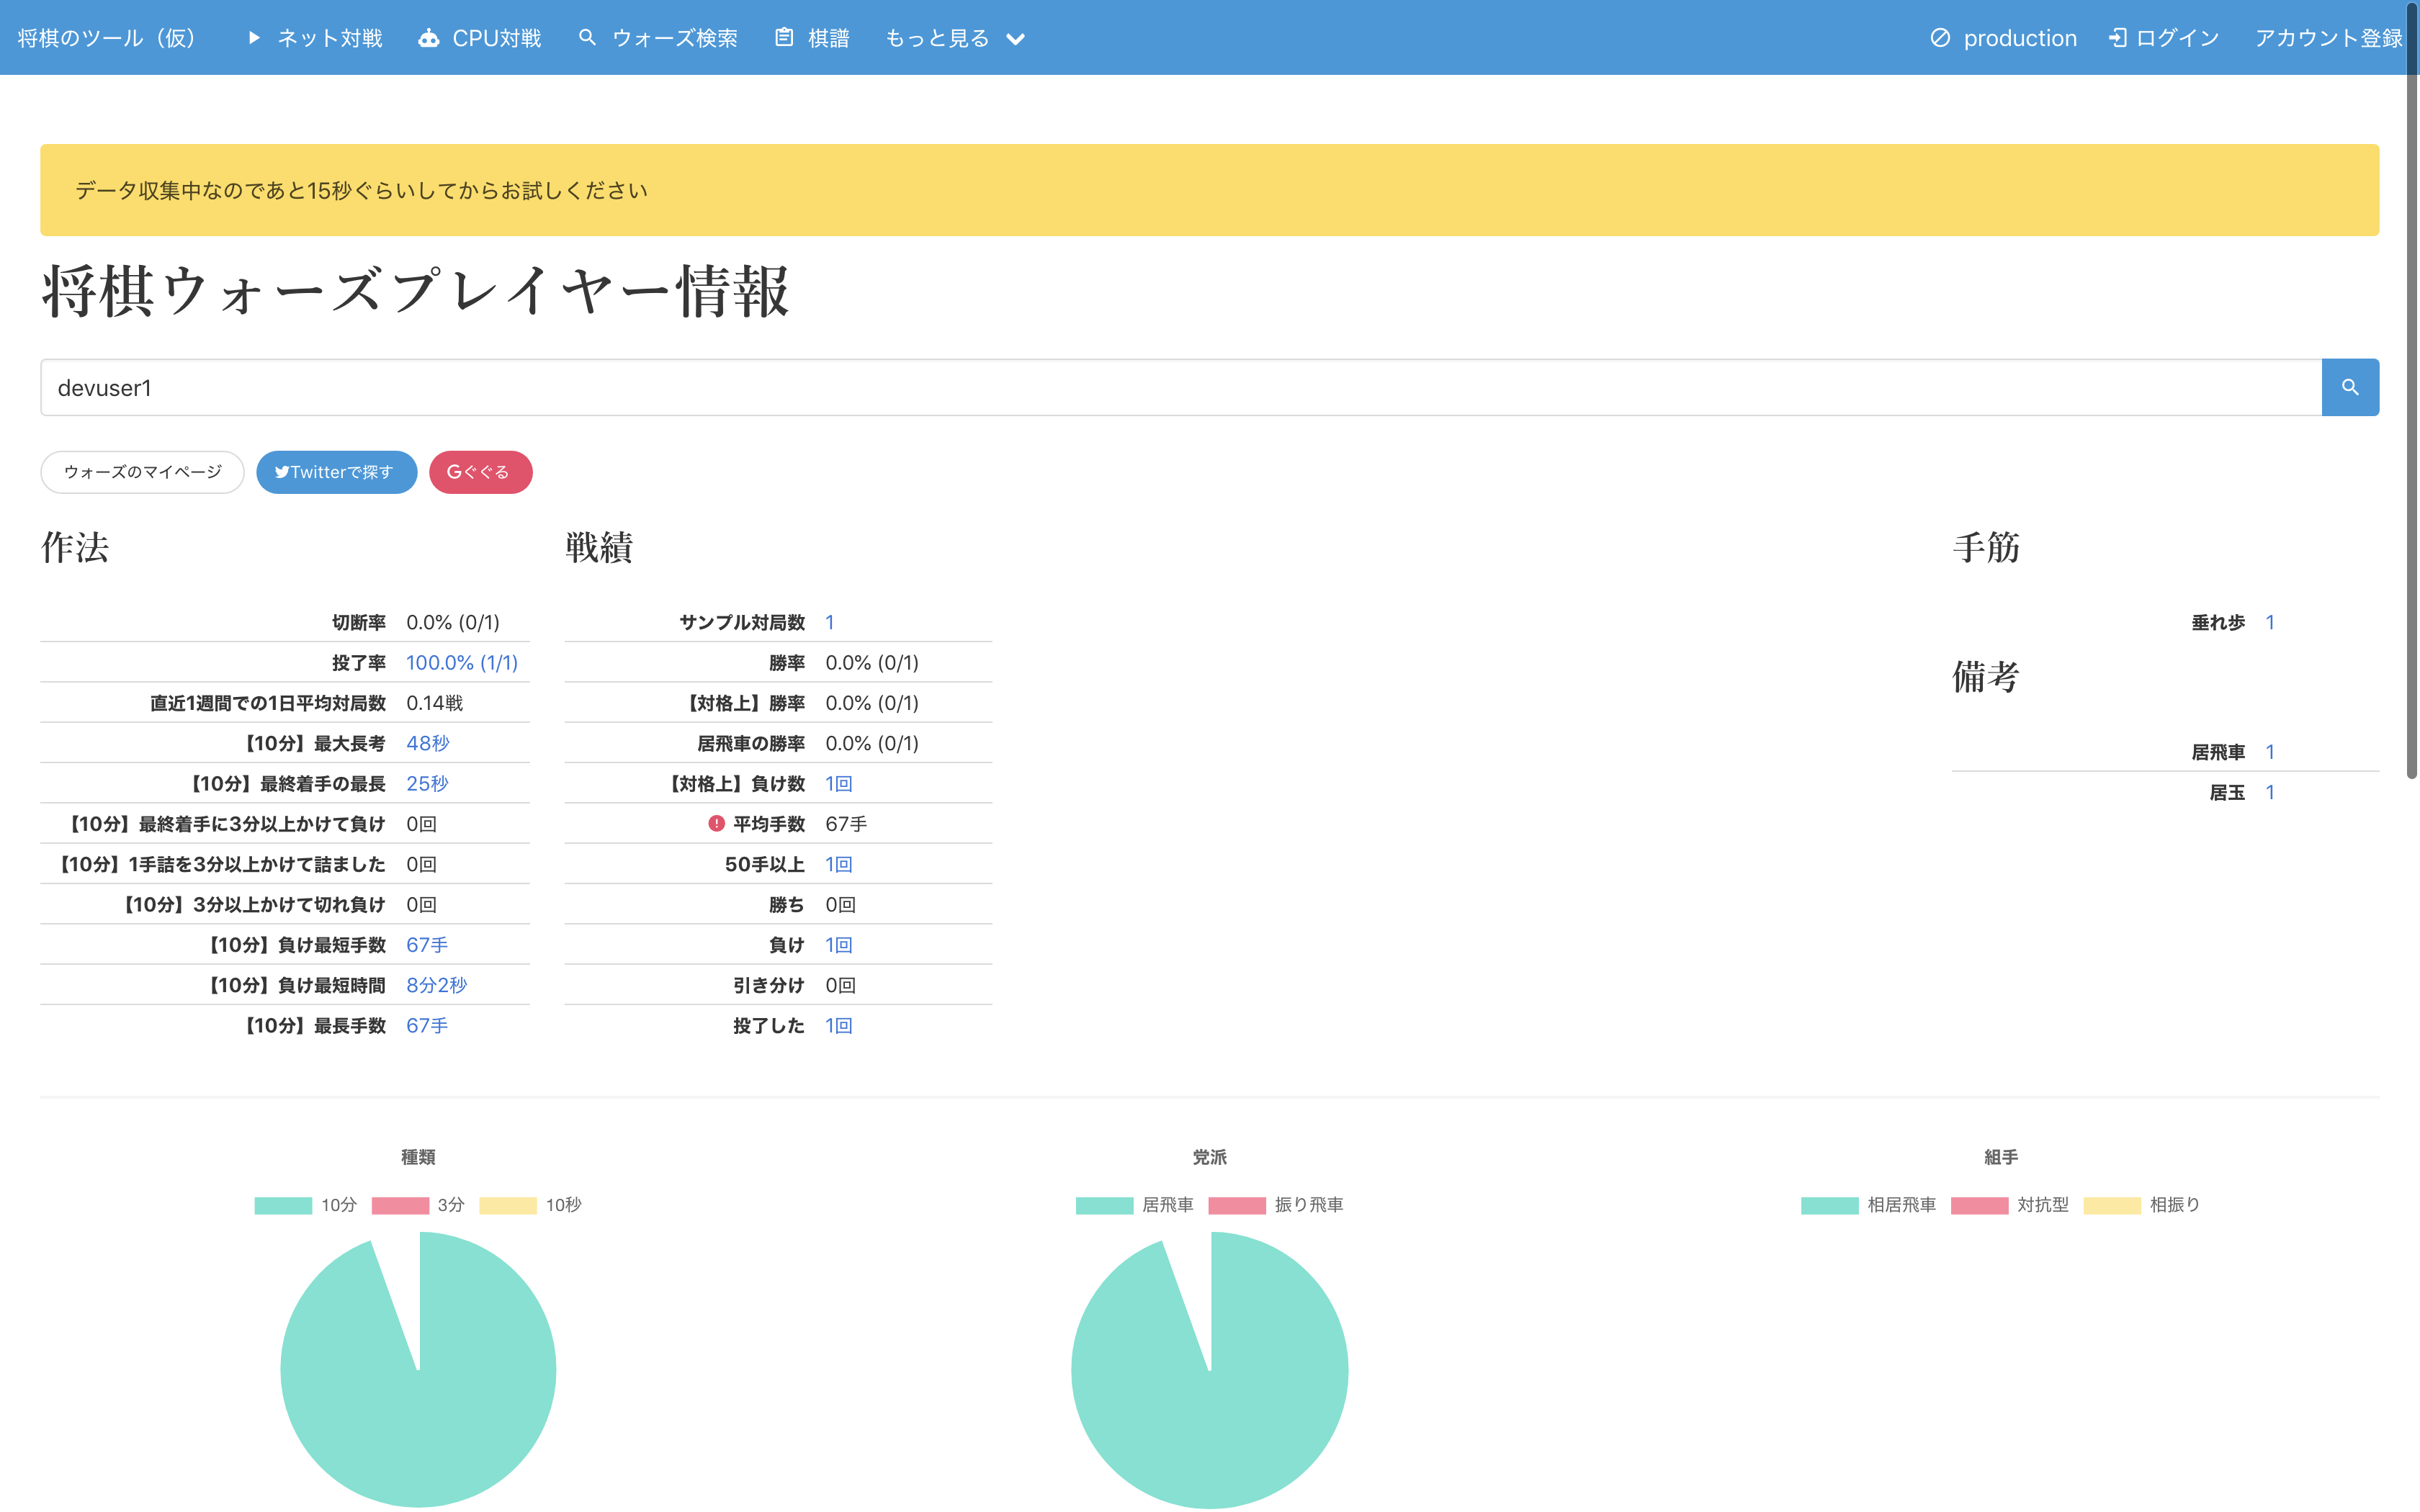 将棋のツール（仮） ネット対戦 CPU対戦 ウォーズ検索 棋譜 もっと見る production ログイン アカウント登録
データ収集中なのであと15秒ぐらいしてからお試しください
将棋ウォーズプレイヤー情報
devuser1
ウォーズのマイページ Twitterで探す Gぐぐる
作法
切断率 0.0% (0/1)
投了率 100.0% (1/1)
直近1週間での1日平均対局数 0.14戦
【10分】最大長考 48秒
【10分】最終着手の最長 25秒
【10分】最終着手に3分以上かけて負け 0回
【10分】1手詰を3分以上かけて詰ました 0回
【10分】3分以上かけて切れ負け 0回
【10分】負け最短手数 67手
【10分】負け最短時間 8分2秒
【10分】最長手数 67手
戦績
サンプル対局数 1
勝率 0.0% (0/1)
【対格上】勝率 0.0% (0/1)
居飛車の勝率 0.0% (0/1)
【対格上】負け数 1回
平均手数 67手
50手以上 1回
勝ち 0回
負け 1回
引き分け 0回
投了した 1回
手筋
垂れ歩 1
備考
居飛車 1
居玉 1
種類
10分 3分 10秒
党派
居飛車 振り飛車
組手
相居飛車 対抗型 相振り